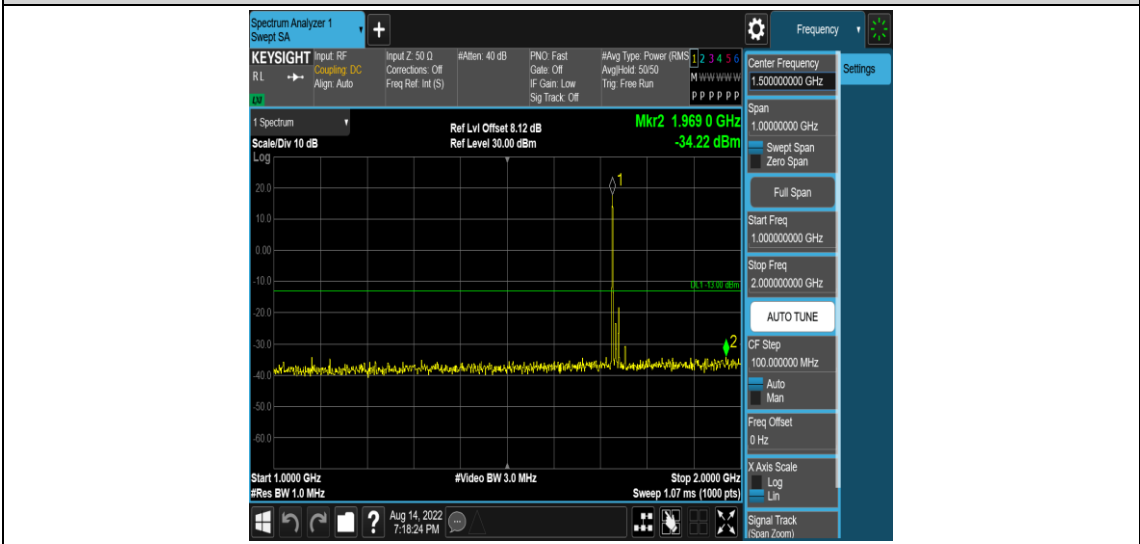 Spectrum Analyzer 1
Swept SA
+
Frequency
KEYSIGHT
RL
LXI
Input: RF
Coupling: DC
Align: Auto
Input Z: 50 Ω
Corrections: Off
Freq Ref: Int (S)
#Atten: 40 dB
PNO: Fast
Gate: Off
IF Gain: Low
Sig Track: Off
#Avg Type: Power (RMS
Avg|Hold: 50/50
Trig: Free Run
1 2 3 4 5 6
M W W W W W
P P P P P P
Center Frequency
1.500000000 GHz
Settings
Span
1.00000000 GHz
Swept Span
Zero Span
Full Span
Start Freq
1.000000000 GHz
Stop Freq
2.000000000 GHz
AUTO TUNE
CF Step
100.000000 MHz
Auto
Man
Freq Offset
0 Hz
X Axis Scale
Log
Lin
Signal Track
(Span Zoom)
1 Spectrum
Scale/Div 10 dB
Log
Ref Lvl Offset 8.12 dB
Ref Level 30.00 dBm
Mkr2 1.969 0 GHz
-34.22 dBm
1
20.0
10.0
0.00
-10.0
DL1 -13.00 dBm
-20.0
-30.0
2
-40.0
-50.0
-60.0
Start 1.0000 GHz
#Res BW 1.0 MHz
#Video BW 3.0 MHz
Stop 2.0000 GHz
Sweep 1.07 ms (1000 pts)
?
Aug 14, 2022
7:18:24 PM